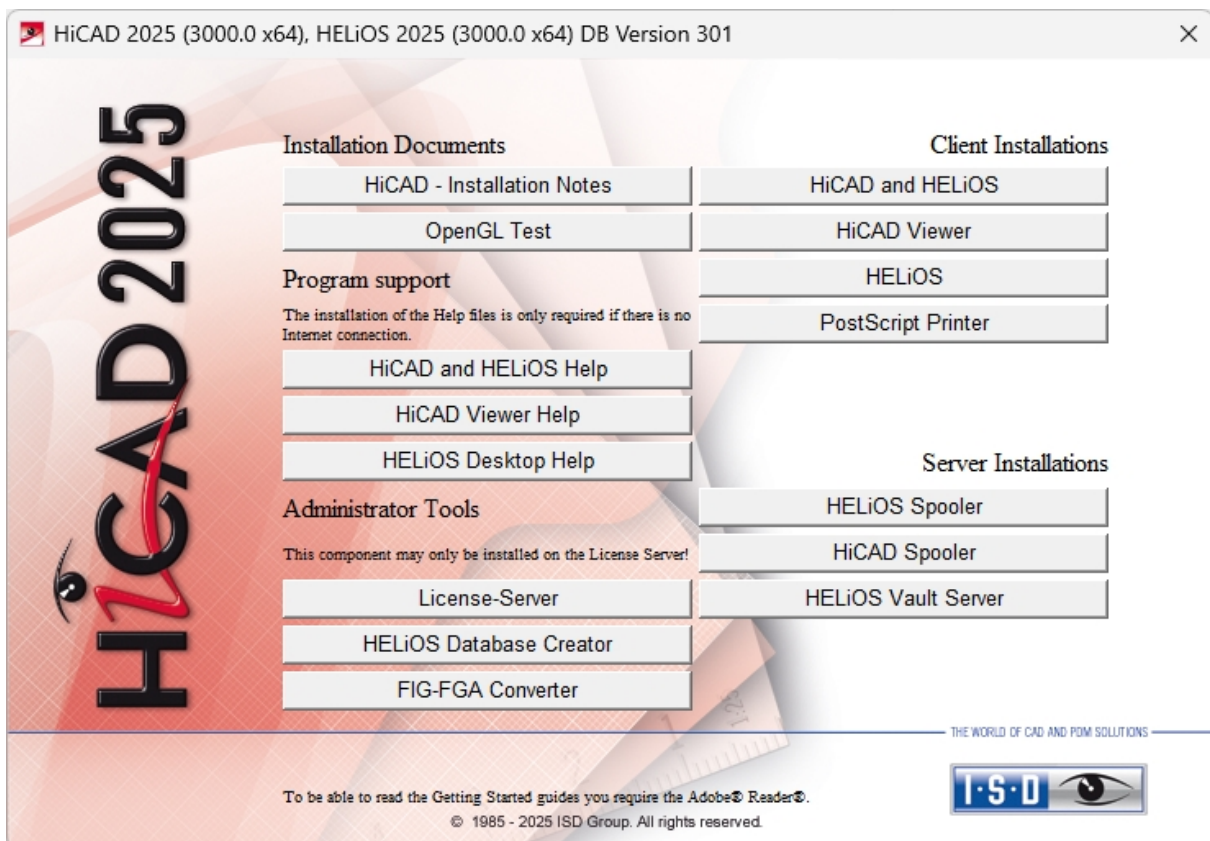 HiCAD 2025 (3000.0 x64), HELiOS 2025 (3000.0 x64) DB Version 301
HiCAD 2025
Installation Documents
HiCAD - Installation Notes
OpenGL Test
Program support
The installation of the Help files is only required if there is no
Internet connection.
HiCAD and HELiOS Help
HiCAD Viewer Help
HELiOS Desktop Help
Administrator Tools
This component may only be installed on the License Server!
License-Server
HELiOS Database Creator
FIG-FGA Converter
Client Installations
HiCAD and HELiOS
HiCAD Viewer
HELiOS
PostScript Printer
Server Installations
HELiOS Spooler
HiCAD Spooler
HELiOS Vault Server
THE WORLD OF CAD AND PDM SOLUTIONS
I·S·D
To be able to read the Getting Started guides you require the Adobe® Reader®.
© 1985 - 2025 ISD Group. All rights reserved.